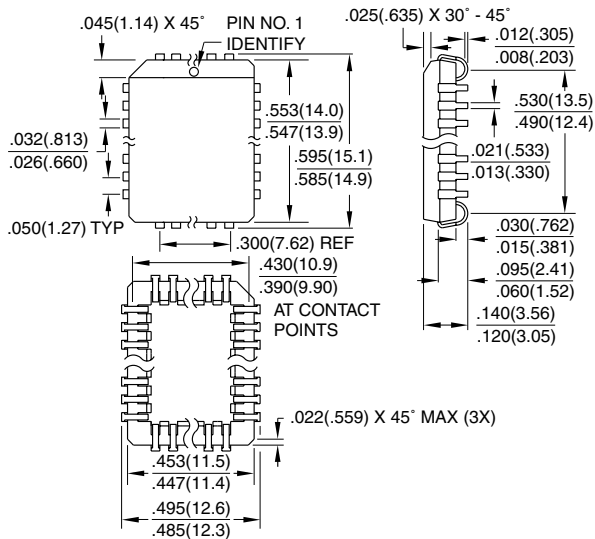 .045(1.14) X 45°
PIN NO. 1
IDENTIFY
.025(.635) X 30° - 45°
.012(.305)
.008(.203)
.553(14.0)
.547(13.9)
.595(15.1)
.585(14.9)
.032(.813)
.026(.660)
.050(1.27) TYP
.530(13.5)
.490(12.4)
.021(.533)
.013(.330)
.030(.762)
.015(.381)
.095(2.41)
.060(1.52)
.140(3.56)
.120(3.05)
.300(7.62) REF
.430(10.9)
.390(9.90)
AT CONTACT
POINTS
.022(.559) X 45° MAX (3X)
.453(11.5)
.447(11.4)
.495(12.6)
.485(12.3)